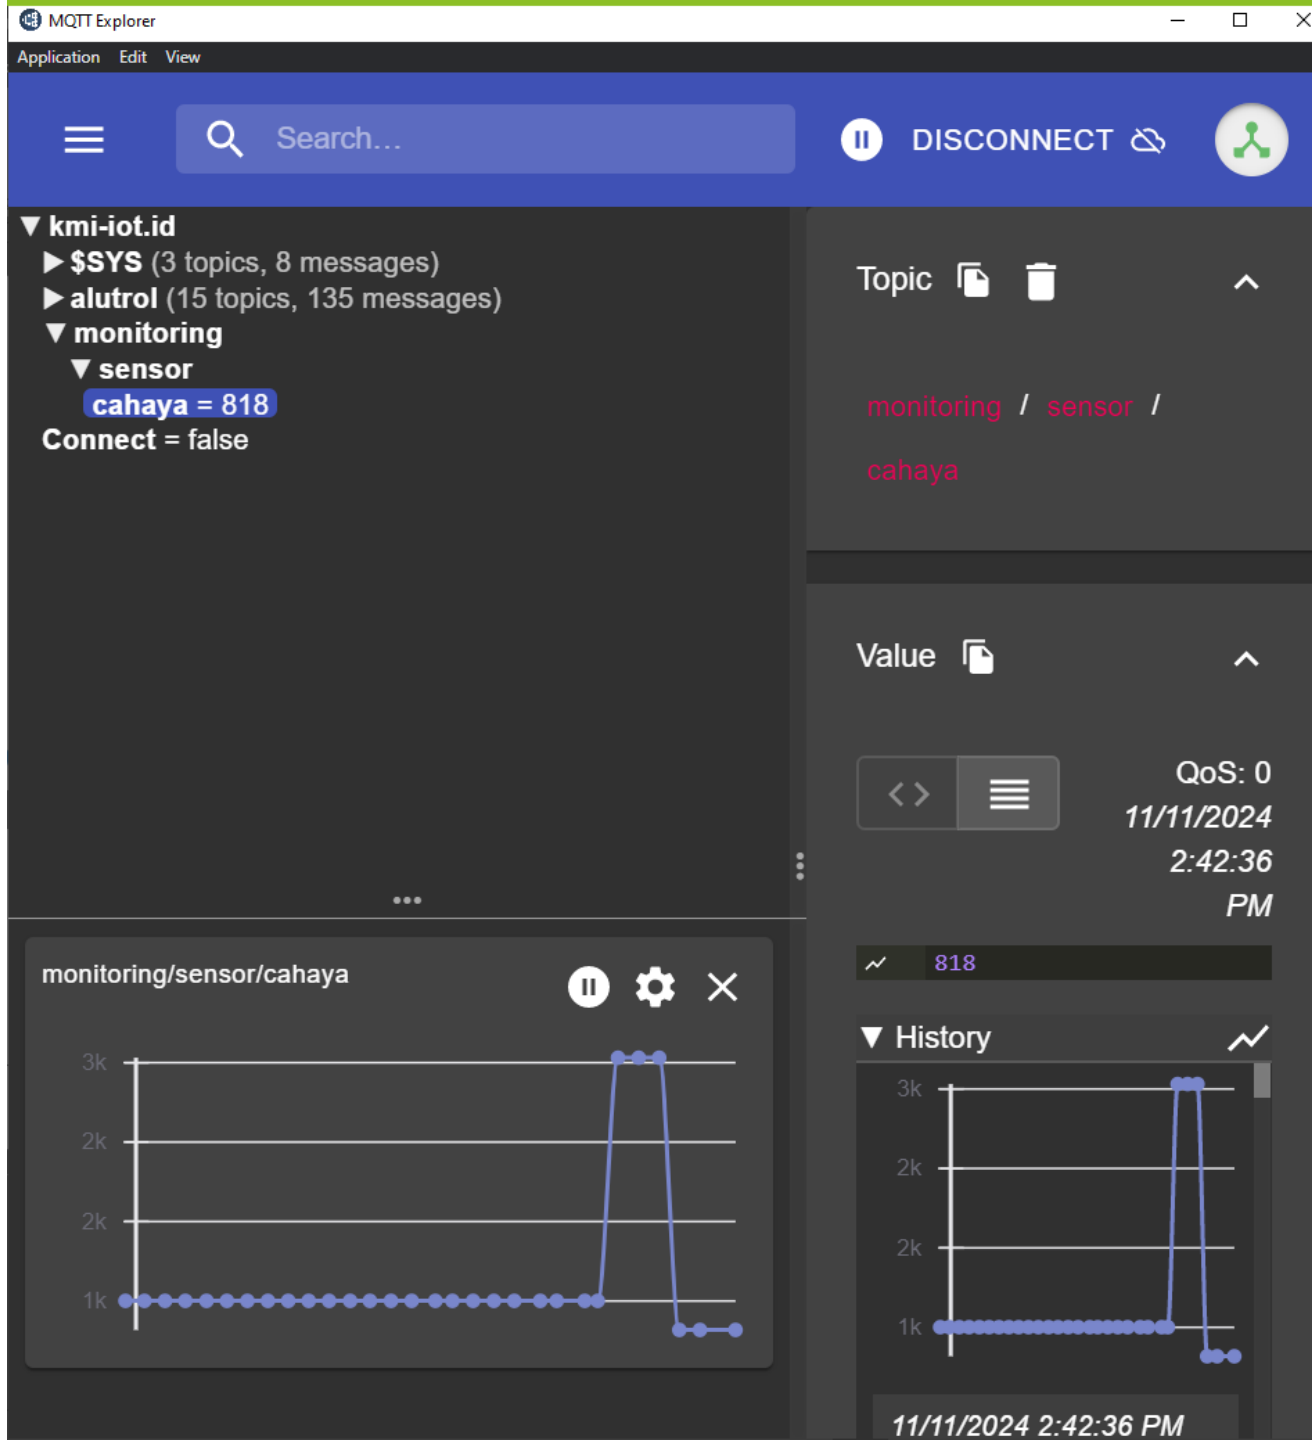 MQTT Explorer
Application Edit View
Search...
DISCONNECT
kmi-iot.id
$SYS (3 topics, 8 messages)
alutrol (15 topics, 135 messages)
monitoring
sensor
cahaya = 818
Connect = false
Topic
monitoring / sensor /
cahaya
Value
QoS: 0
11/11/2024
2:42:36
PM
818
History
3k
2k
2k
1k
11/11/2024 2:42:36 PM
monitoring/sensor/cahaya
3k
2k
2k
1k